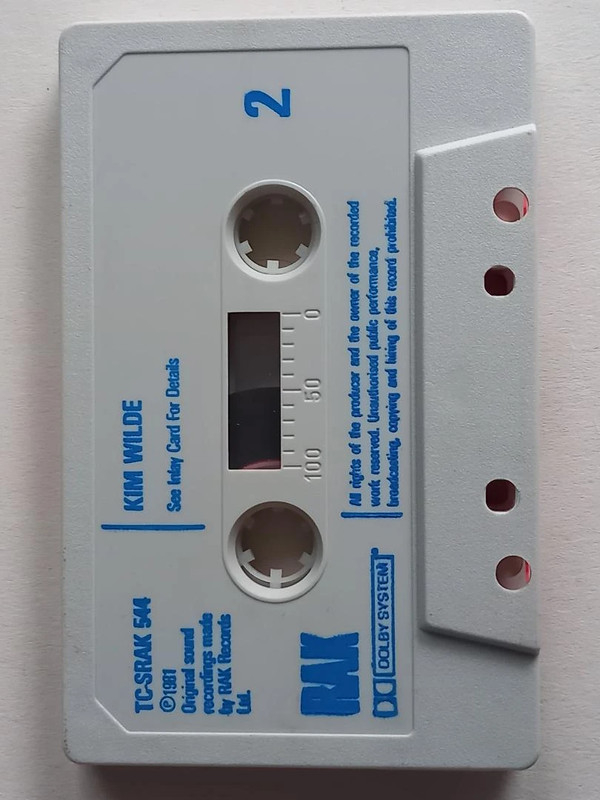 TC-SRAK 544
℗1981
Original sound
recordings made
by RAK Records
Ltd.
KIM WILDE
See Inlay Card For Details
2
100 50 0
RAK
DOLBY SYSTEM
All rights of the producer and the owner of the recorded
work reserved. Unauthorised public performance,
broadcasting, copying and hiring of this record prohibited.